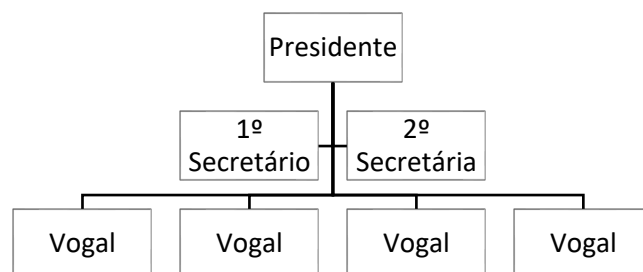 Presidente
1º
Secretário
2º
Secretária
Vogal
Vogal
Vogal
Vogal